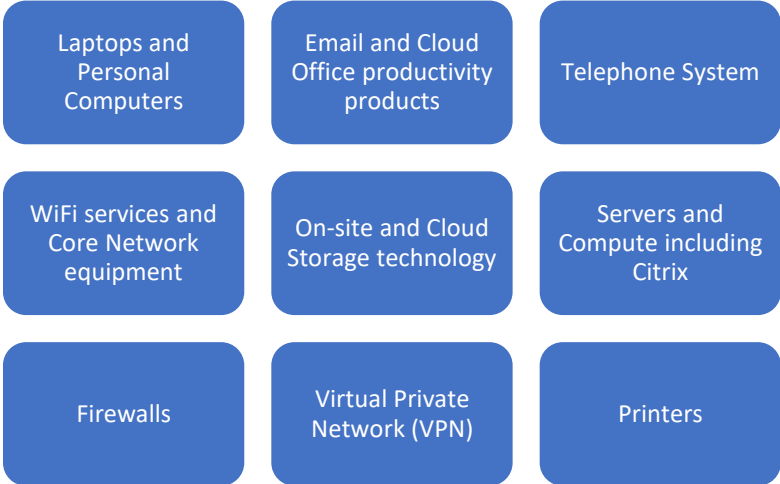 Laptops and
Personal
Computers
Email and Cloud
Office productivity
products
Telephone System
WiFi services and
Core Network
equipment
On-site and Cloud
Storage technology
Servers and
Compute including
Citrix
Firewalls
Virtual Private
Network (VPN)
Printers